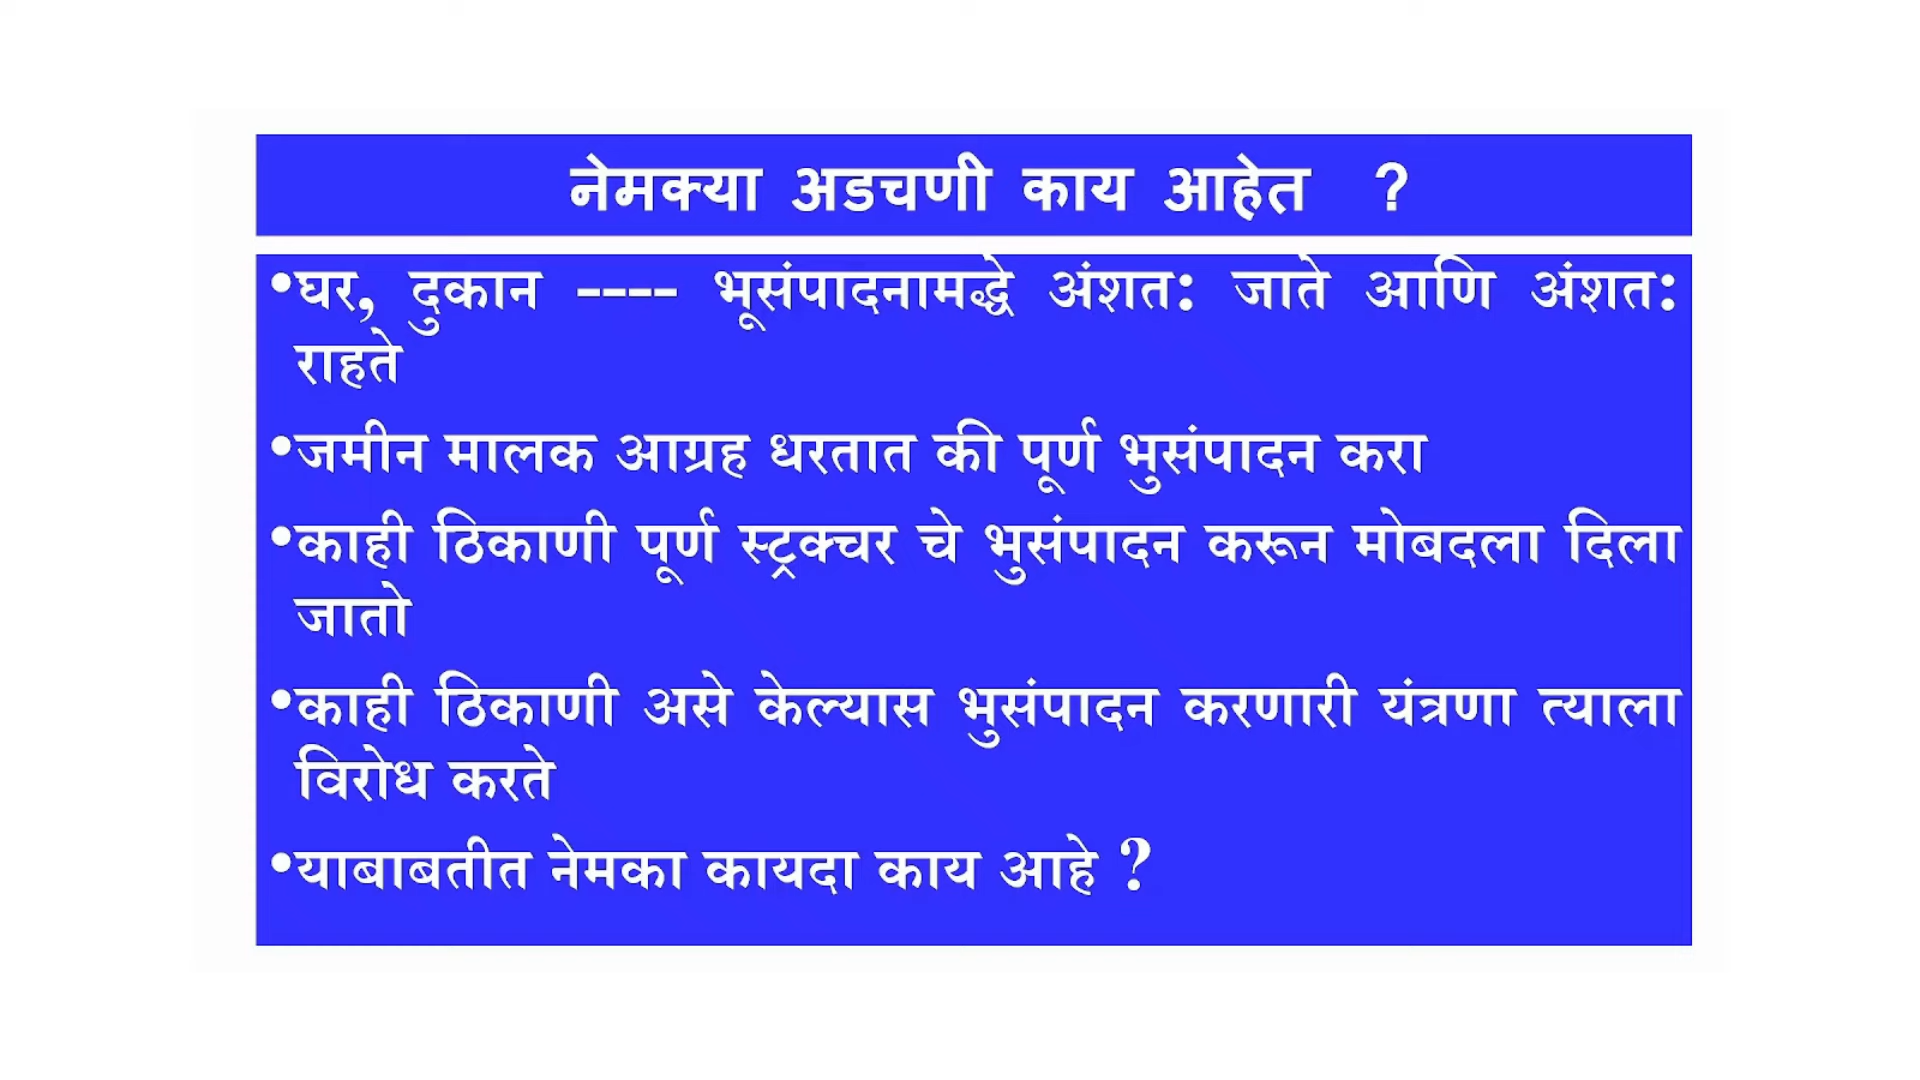 नेमक्या अडचणी काय आहेत ?
•घर, दुकान ---- भूसंपादनामद्धे अंशतः जाते आणि अंशतः
राहते
•जमीन मालक आग्रह धरतात की पूर्ण भुसंपादन करा
•काही ठिकाणी पूर्ण स्ट्रक्चर चे भुसंपादन करून मोबदला दिला
जातो
•काही ठिकाणी असे केल्यास भुसंपादन करणारी यंत्रणा त्याला
विरोध करते
•याबाबतीत नेमका कायदा काय आहे ?